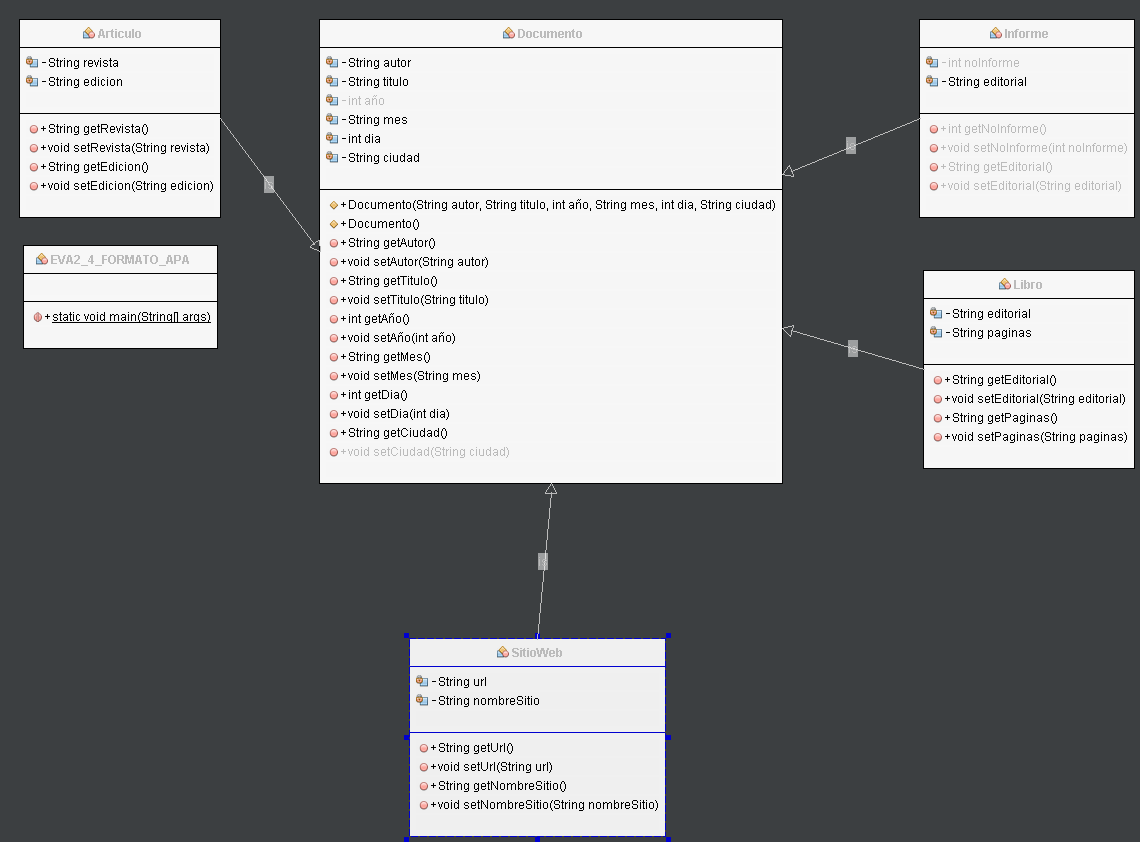 Articulo
- String revista
- String edicion
+ String getRevista()
+ void setRevista(String revista)
+ String getEdicion()
+ void setEdicion(String edicion)
EVA2_4_FORMATO_APA
+ static void main(String[] args)
Documento
- String autor
- String titulo
- int año
- String mes
- int dia
- String ciudad
+ Documento(String autor, String titulo, int año, String mes, int dia, String ciudad)
+ Documento()
+ String getAutor()
+ void setAutor(String autor)
+ String getTitulo()
+ void setTitulo(String titulo)
+ int getAño()
+ void setAño(int año)
+ String getMes()
+ void setMes(String mes)
+ int getDia()
+ void setDia(int dia)
+ String getCiudad()
+ void setCiudad(String ciudad)
Informe
- int noInforme
- String editorial
+ int getNoInforme()
+ void setNoInforme(int noInforme)
+ String getEditorial()
+ void setEditorial(String editorial)
Libro
- String editorial
- String paginas
+ String getEditorial()
+ void setEditorial(String editorial)
+ String getPaginas()
+ void setPaginas(String paginas)
SitioWeb
- String url
- String nombreSitio
+ String getUrl()
+ void setUrl(String url)
+ String getNombreSitio()
+ void setNombreSitio(String nombreSitio)